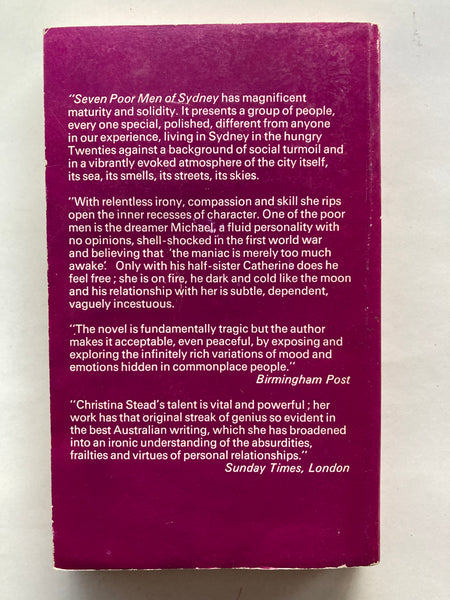 "Seven Poor Men of Sydney has magnificent
maturity and solidity. It presents a group of people,
every one special, polished, different from anyone
in our experience, living in Sydney in the hungry
Twenties against a background of social turmoil and
in a vibrantly evoked atmosphere of the city itself,
its sea, its smells, its streets, its skies.
"With relentless irony, compassion and skill she rips
open the inner recesses of character. One of the poor
men is the dreamer Michael, a fluid personality with
no opinions, shell-shocked in the first world war
and believing that 'the maniac is merely too much
awake'. Only with his half-sister Catherine does he
feel free; she is on fire, he dark and cold like the moon
and his relationship with her is subtle, dependent,
vaguely incestuous.
"The novel is fundamentally tragic but the author
makes it acceptable, even peaceful, by exposing and
exploring the infinitely rich variations of mood and
emotions hidden in commonplace people."
Birmingham Post
"Christina Stead's talent is vital and powerful; her
work has that original streak of genius so evident in
the best Australian writing, which she has broadened
into an ironic understanding of the absurdities,
frailties and virtues of personal relationships."
Sunday Times, London